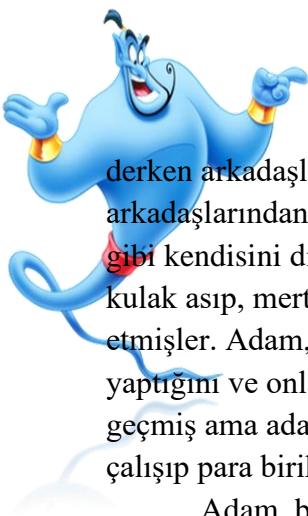 derken arkadaşl
arkadaşlarından
gibi kendisini d
kulak asıp, mert
etmişler. Adam,
yaptığını ve onl
geçmiş ama ada
çalışıp para biril
Adam b